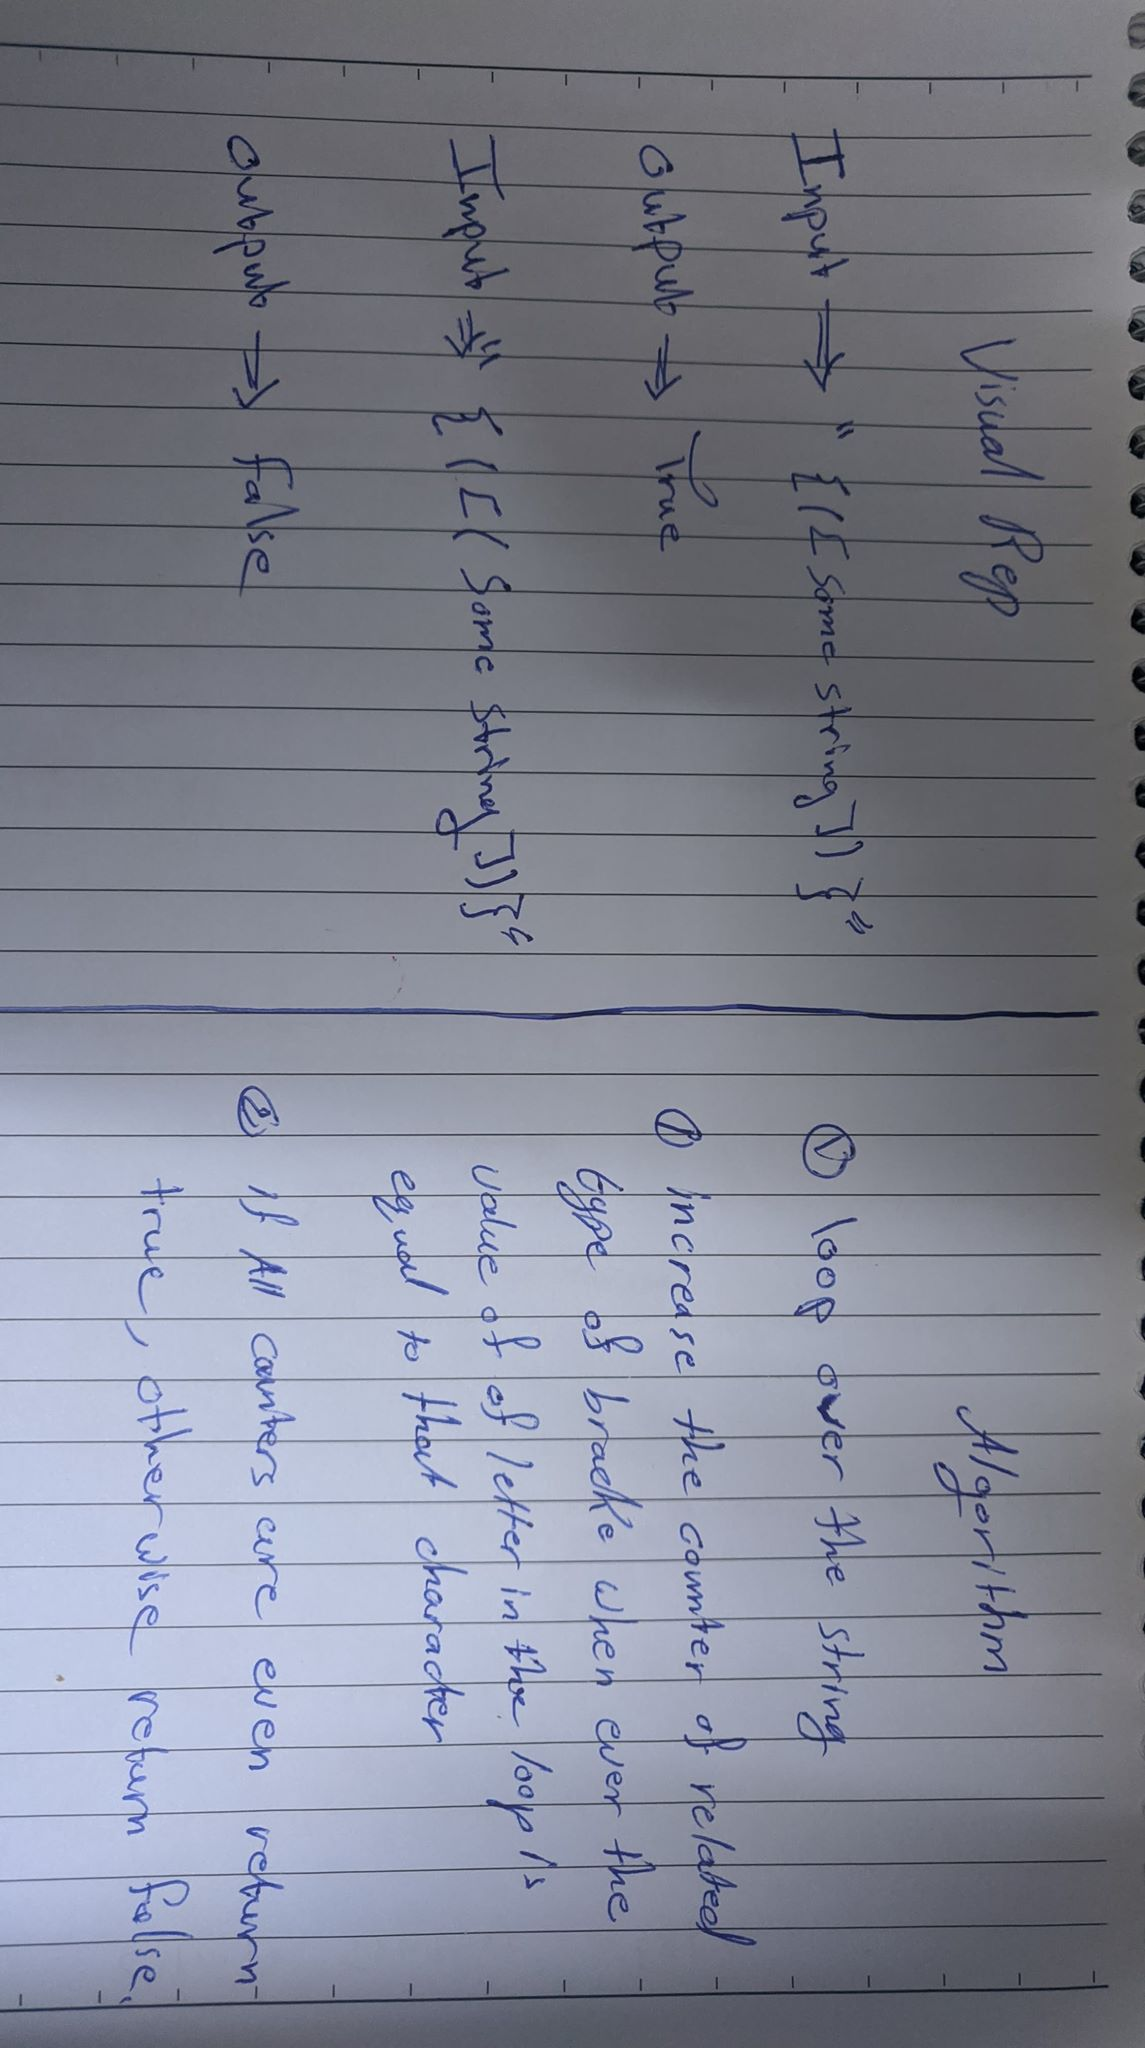 Visual Rep
Input ⇒ " { ( [ some string ] ) } "
output ⇒ True
Input ⇒ " { ( [ ( Some string ] ) } "
output ⇒ false
Algorithm
① loop over the string
① increase the counter of related
type of bracke when ever the
value of of letter in the loop is
equal to that character
② if All counters are even return
true, otherwise return false.